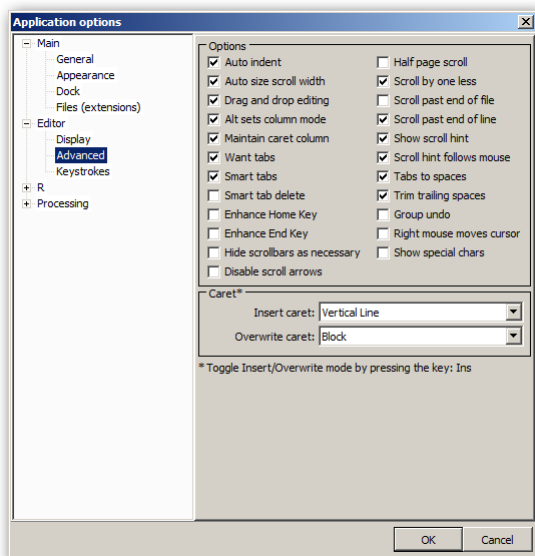 Application options
Main
General
Appearance
Dock
Files (extensions)
Editor
Display
Advanced
Keystrokes
R
Processing
Options
Auto indent
Auto size scroll width
Drag and drop editing
Alt sets column mode
Maintain caret column
Want tabs
Smart tabs
Smart tab delete
Enhance Home Key
Enhance End Key
Hide scrollbars as necessary
Disable scroll arrows
Half page scroll
Scroll by one less
Scroll past end of file
Scroll past end of line
Show scroll hint
Scroll hint follows mouse
Tabs to spaces
Trim trailing spaces
Group undo
Right mouse moves cursor
Show special chars
Caret*
Insert caret: Vertical Line
Overwrite caret: Block
* Toggle Insert/Overwrite mode by pressing the key: Ins
OK Cancel